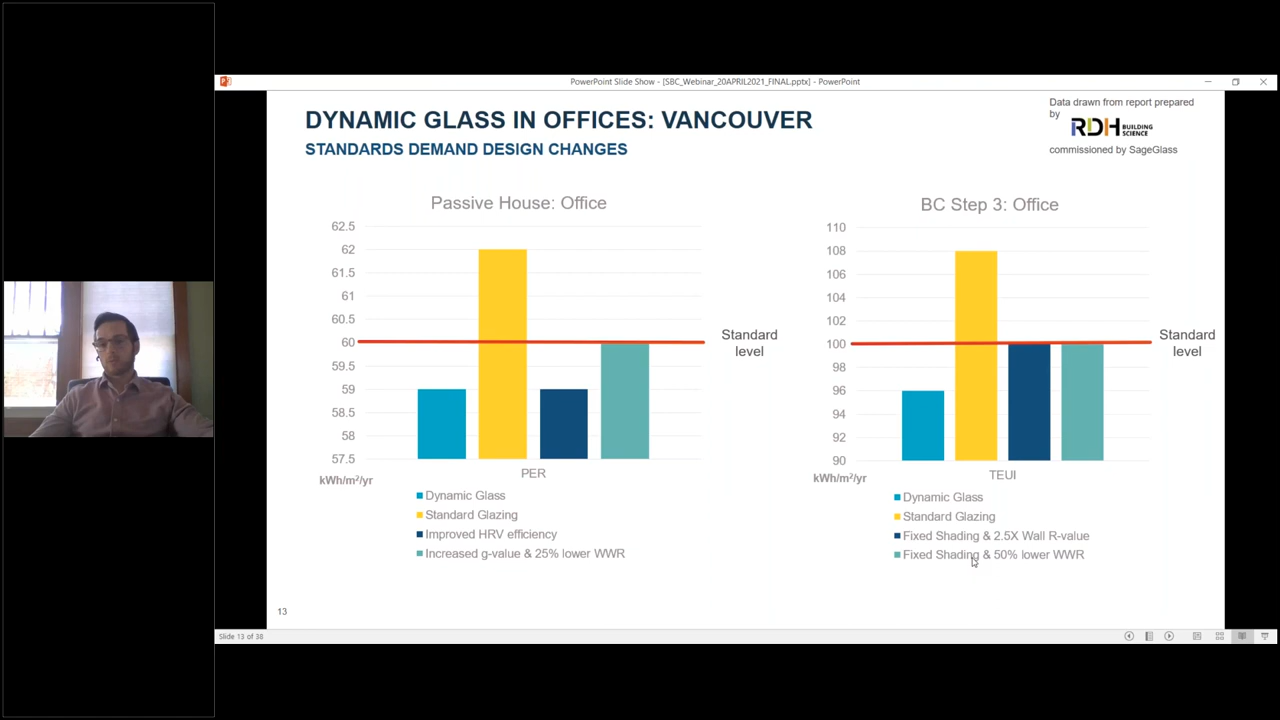 PowerPoint Slide Show - [SBC_Webinar_20APRIL2021_FINAL.pptx] - PowerPoint
DYNAMIC GLASS IN OFFICES: VANCOUVER
STANDARDS DEMAND DESIGN CHANGES
Data drawn from report prepared
by
RDH BUILDING
SCIENCE
commissioned by SageGlass
Passive House: Office
62.5
62
61.5
61
60.5
60
59.5
59
58.5
58
57.5
kWh/m²/yr
Standard
level
PER
Dynamic Glass
Standard Glazing
Improved HRV efficiency
Increased g-value & 25% lower WWR
BC Step 3: Office
110
108
106
104
102
100
98
96
94
92
90
kWh/m²/yr
Standard
level
TEUI
Dynamic Glass
Standard Glazing
Fixed Shading & 2.5X Wall R-value
Fixed Shading & 50% lower WWR
13
Slide 13 of 38